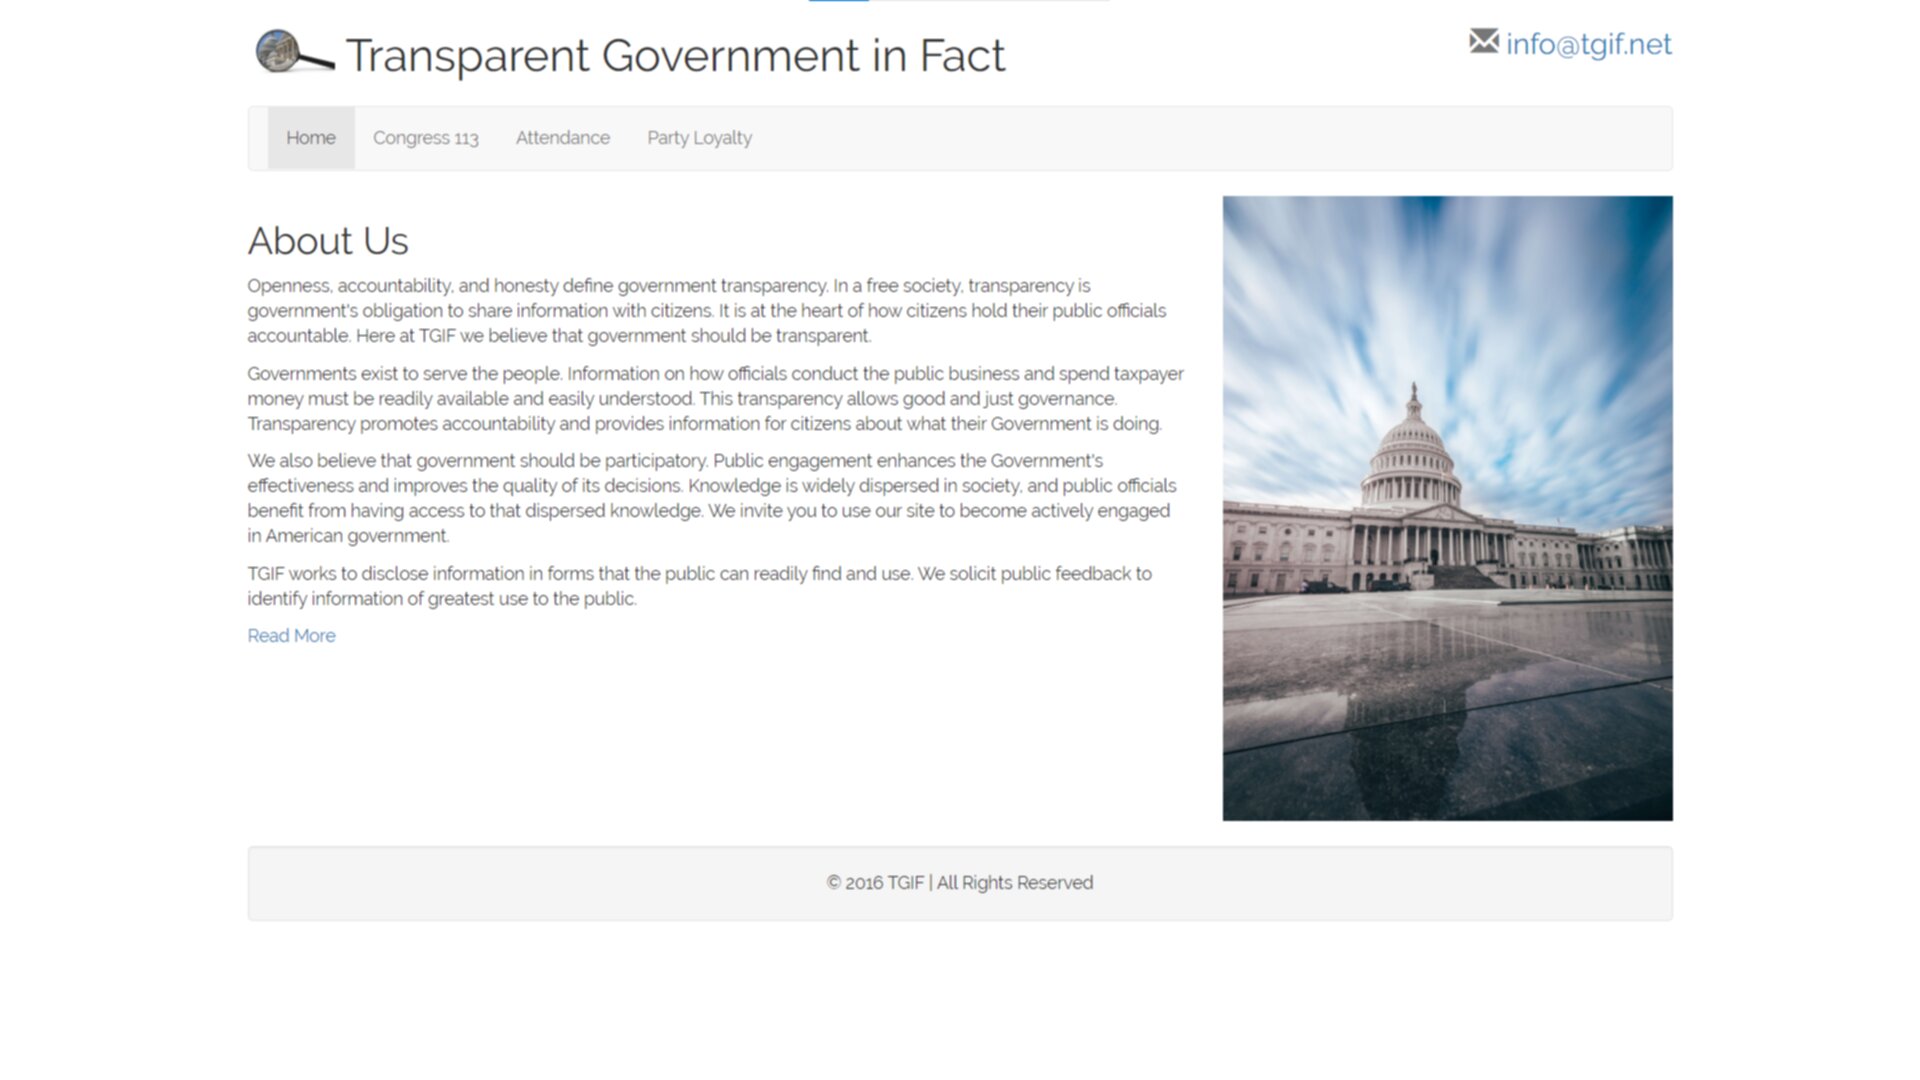 Transparent Government in Fact
info@tgif.net
Home Congress 113 Attendance Party Loyalty
About Us
Openness, accountability, and honesty define government transparency. In a free society, transparency is
government's obligation to share information with citizens. It is at the heart of how citizens hold their public officials
accountable. Here at TGIF we believe that government should be transparent.
Governments exist to serve the people. Information on how officials conduct the public business and spend taxpayer
money must be readily available and easily understood. This transparency allows good and just governance.
Transparency promotes accountability and provides information for citizens about what their Government is doing.
We also believe that government should be participatory. Public engagement enhances the Government's
effectiveness and improves the quality of its decisions. Knowledge is widely dispersed in society, and public officials
benefit from having access to that dispersed knowledge. We invite you to use our site to become actively engaged
in American government.
TGIF works to disclose information in forms that the public can readily find and use. We solicit public feedback to
identify information of greatest use to the public.
Read More
© 2016 TGIF | All Rights Reserved